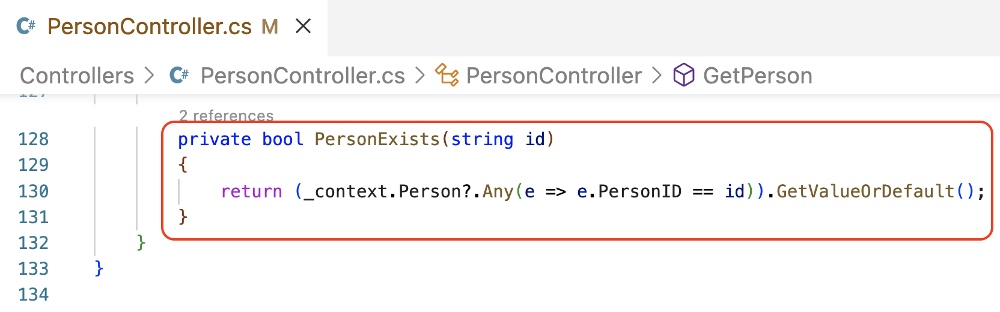 C# PersonController.cs M
Controllers > C# PersonController.cs > PersonController > GetPerson
127
2 references
128 private bool PersonExists(string id)
129 {
130 return (_context.Person?.Any(e => e.PersonID == id)).GetValueOrDefault();
131 }
132 }
133 }
134